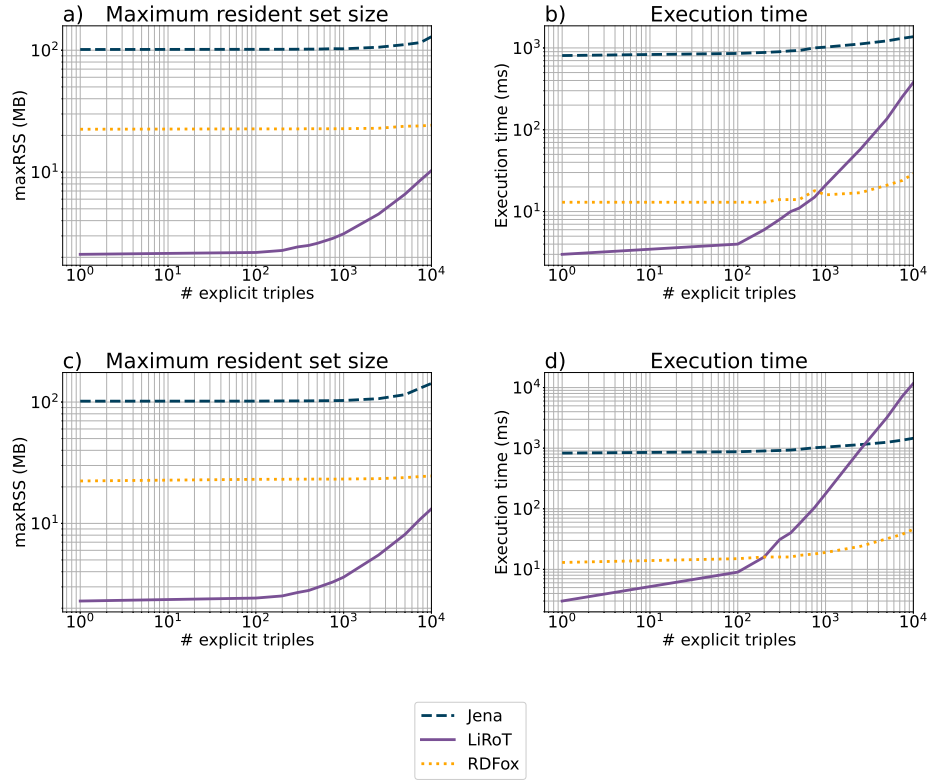 a) Maximum resident set size
maxRSS (MB)
10²
10¹
10⁰ 10¹ 10² 10³ 10⁴
# explicit triples
b) Execution time
Execution time (ms)
10³
10²
10¹
10⁰ 10¹ 10² 10³ 10⁴
# explicit triples
c) Maximum resident set size
maxRSS (MB)
10²
10¹
10⁰ 10¹ 10² 10³ 10⁴
# explicit triples
d) Execution time
Execution time (ms)
10⁴
10³
10²
10¹
10⁰ 10¹ 10² 10³ 10⁴
# explicit triples
Jena
LiRoT
RDFox